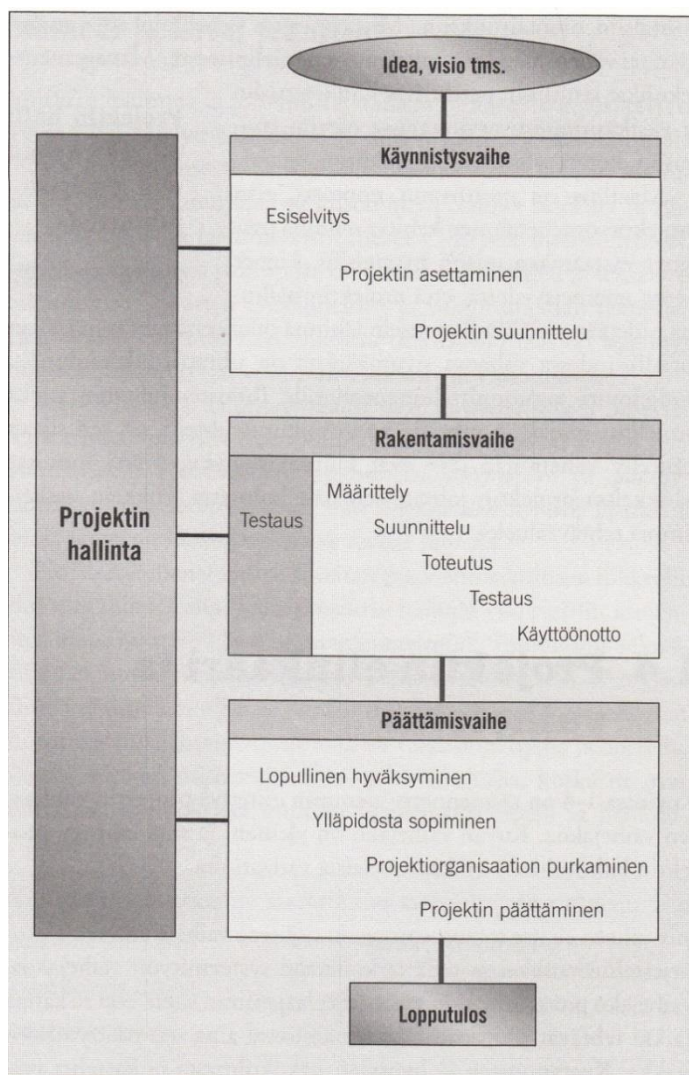 Idea, visio tms.
Käynnistysvaihe
Esiselvitys
Projektin asettaminen
Projektin suunnittelu
Projektin
hallinta
Rakentamisvaihe
Testaus
Määrittely
Suunnittelu
Toteutus
Testaus
Käyttöönotto
Päättämisvaihe
Lopullinen hyväksyminen
Ylläpidosta sopiminen
Projektiorganisaation purkaminen
Projektin päättäminen
Lopputulos